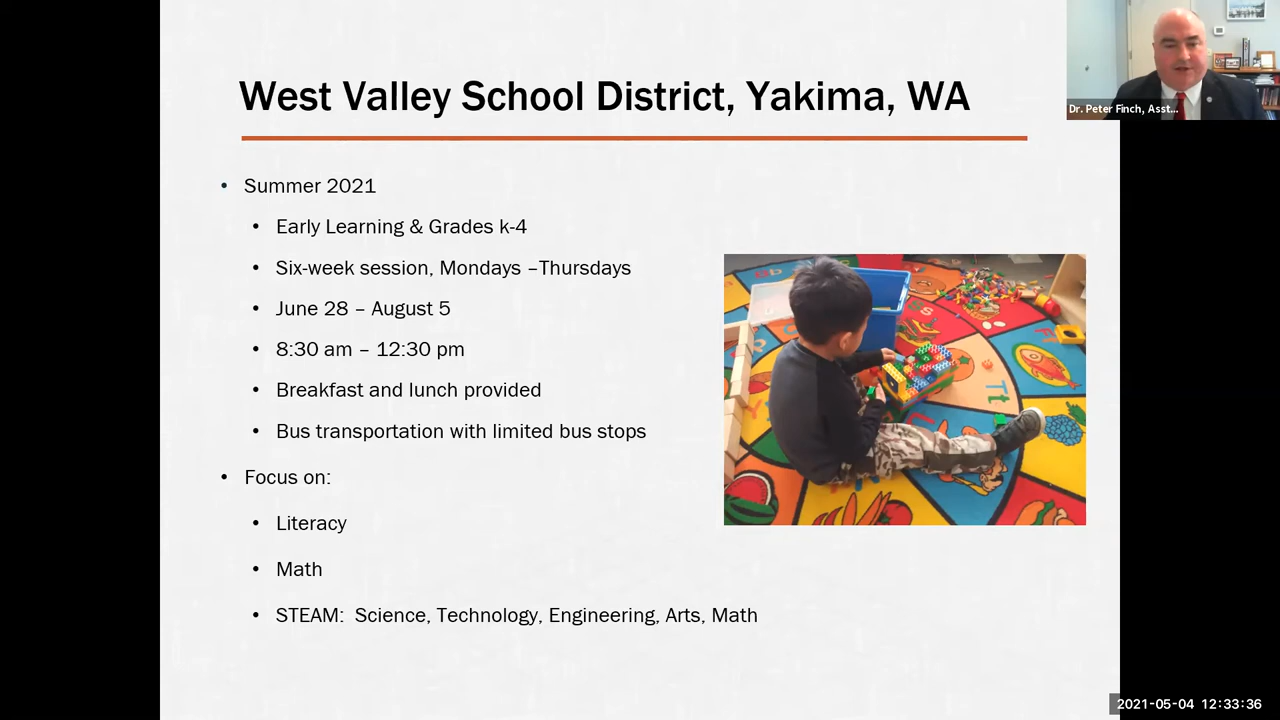 West Valley School District, Yakima, WA
Dr. Peter Finch, Asst...
• Summer 2021
• Early Learning & Grades k-4
• Six-week session, Mondays –Thursdays
• June 28 – August 5
• 8:30 am – 12:30 pm
• Breakfast and lunch provided
• Bus transportation with limited bus stops
• Focus on:
• Literacy
• Math
• STEAM:  Science, Technology, Engineering, Arts, Math
Tt
2021-05-04 12:33:36